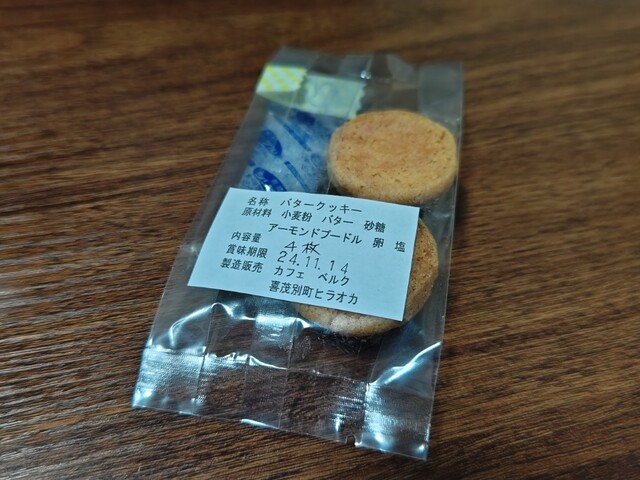 名称 バタークッキー
原材料 小麦粉 バター 砂糖
アーモンドプードル 卵 塩
内容量 4枚
賞味期限 24.11.14
製造販売 カフェ ベルク
喜茂別町ヒラオカ